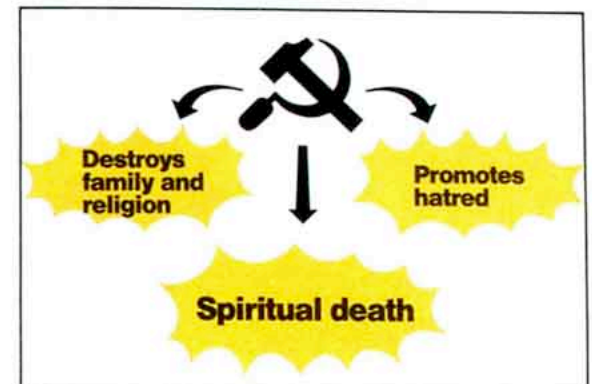 Destroys
family and
religion
Promotes
hatred
Spiritual death